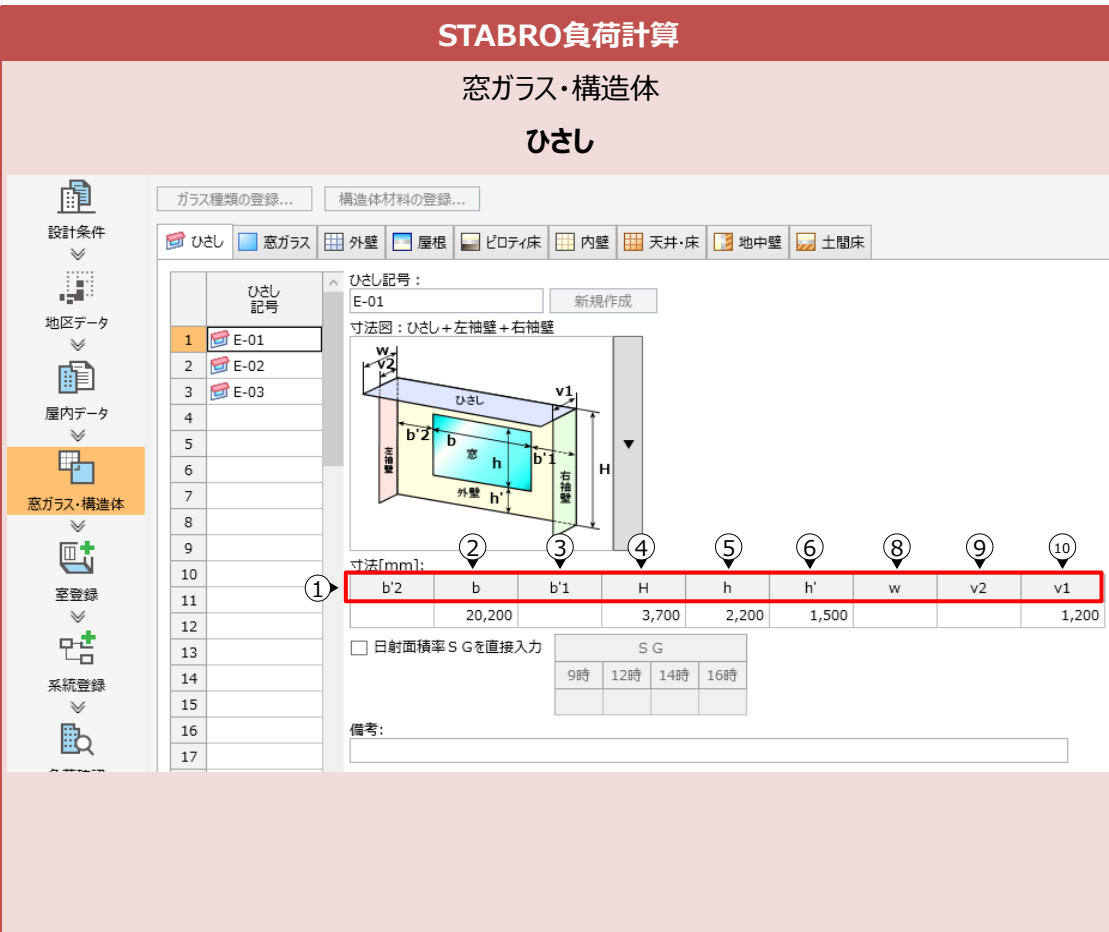 STABRO負荷計算
窓ガラス・構造体
ひさし
設計条件
地区データ
屋内データ
窓ガラス・構造体
室登録
系統登録
ガラス種類の登録... 構造体材料の登録...
ひさし 窓ガラス 外壁 屋根 ピロティ床 内壁 天井・床 地中壁 土間床
ひさし
記号
1 E-01
2 E-02
3 E-03
4
5
6
7
8
9
10
11
12
13
14
15
16
17
ひさし記号：
E-01 新規作成
寸法図：ひさし＋左袖壁＋右袖壁
w
v2
ひさし
v1
b'2 b
窓
h
b'1
H
左袖壁
右袖壁
外壁 h'
② ③ ④ ⑤ ⑥ ⑧ ⑨ ⑩
寸法[mm]:
① b'2 b b'1 H h h' w v2 v1
20,200 3,700 2,200 1,500 1,200
日射面積率ＳＧを直接入力
ＳＧ
9時 12時 14時 16時
備考: